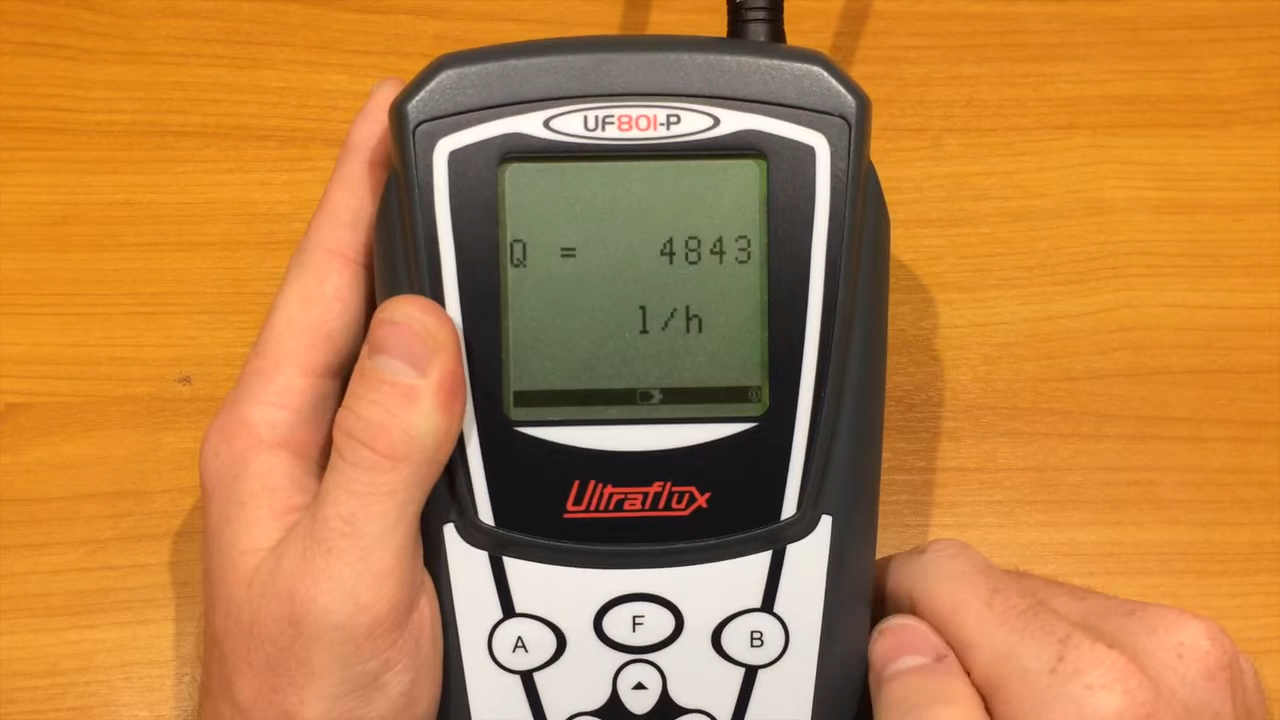 UF801-P
Q = 4843
l/h
Ultraflux
A F B